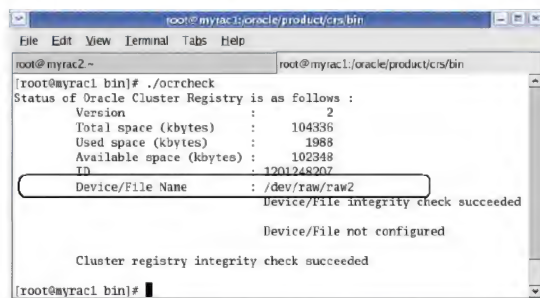 root@myrac1:/oracle/product/crs/bin
File Edit View Terminal Tabs Help
root@myrac2:~ root@myrac1:/oracle/product/crs/bin
[root@myrac1 bin]# ./ocrcheck
Status of Oracle Cluster Registry is as follows :
Version : 2
Total space (kbytes) : 104336
Used space (kbytes) : 1988
Available space (kbytes) : 102348
ID : 1201248207
Device/File Name : /dev/raw/raw2
Device/File integrity check succeeded
Device/File not configured
Cluster registry integrity check succeeded
[root@myrac1 bin]#